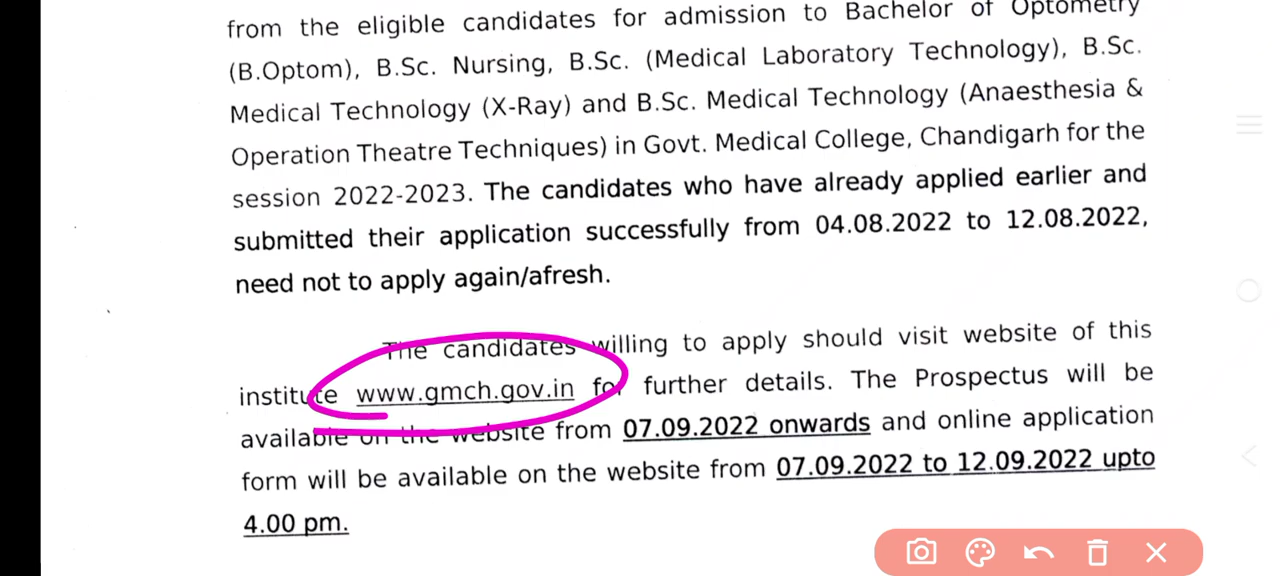 from the eligible candidates for admission to Bachelor of Optometry
(B.Optom), B.Sc. Nursing, B.Sc. (Medical Laboratory Technology), B.Sc.
Medical Technology (X-Ray) and B.Sc. Medical Technology (Anaesthesia &
Operation Theatre Techniques) in Govt. Medical College, Chandigarh for the
session 2022-2023. The candidates who have already applied earlier and
submitted their application successfully from 04.08.2022 to 12.08.2022,
need not to apply again/afresh.
The candidates willing to apply should visit website of this
institute www.gmch.gov.in for further details. The Prospectus will be
available on the website from 07.09.2022 onwards and online application
form will be available on the website from 07.09.2022 to 12.09.2022 upto
4.00 pm.